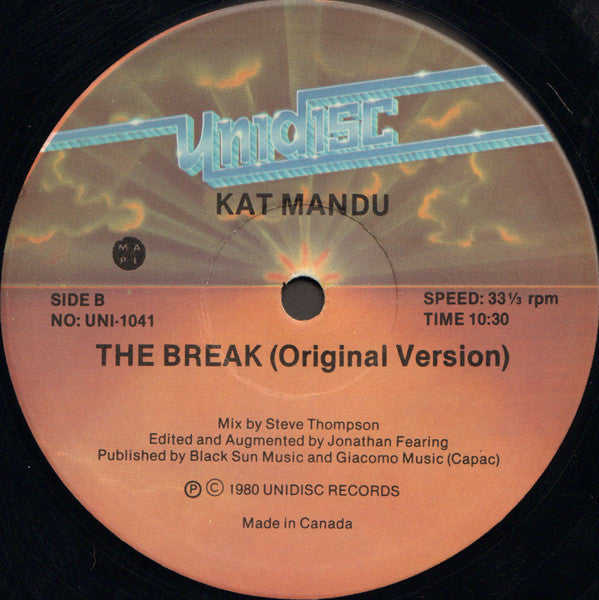 unidisc
KAT MANDU
M A
P L
SIDE B
NO: UNI-1041
SPEED: 33⅓ rpm
TIME 10:30
THE BREAK (Original Version)
Mix by Steve Thompson
Edited and Augmented by Jonathan Fearing
Published by Black Sun Music and Giacomo Music (Capac)
Ⓟ © 1980 UNIDISC RECORDS
Made in Canada